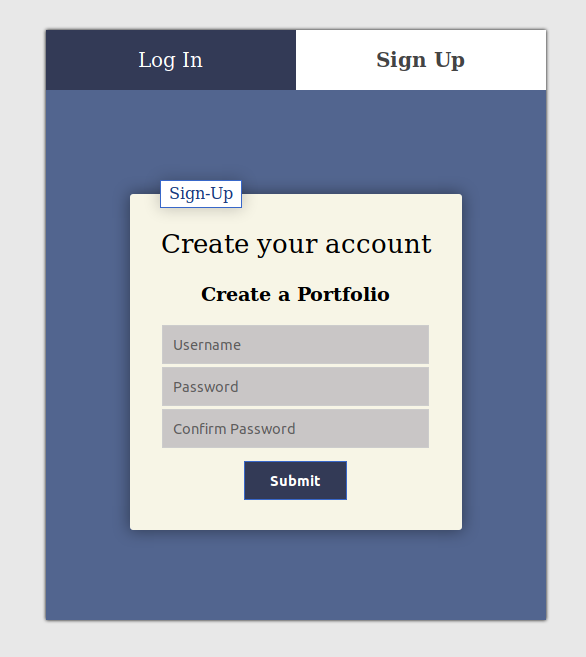 Log In
Sign Up
Sign-Up
Create your account
Create a Portfolio
Username
Password
Confirm Password
Submit